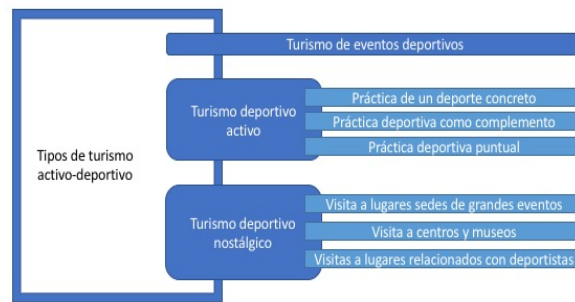 Turismo de eventos deportivos
Tipos de turismo
activo-deportivo
Turismo deportivo
activo
Práctica de un deporte concreto
Práctica deportiva como complemento
Práctica deportiva puntual
Turismo deportivo
nostálgico
Visita a lugares sedes de grandes eventos
Visita a centros y museos
Visitas a lugares relacionados con deportistas